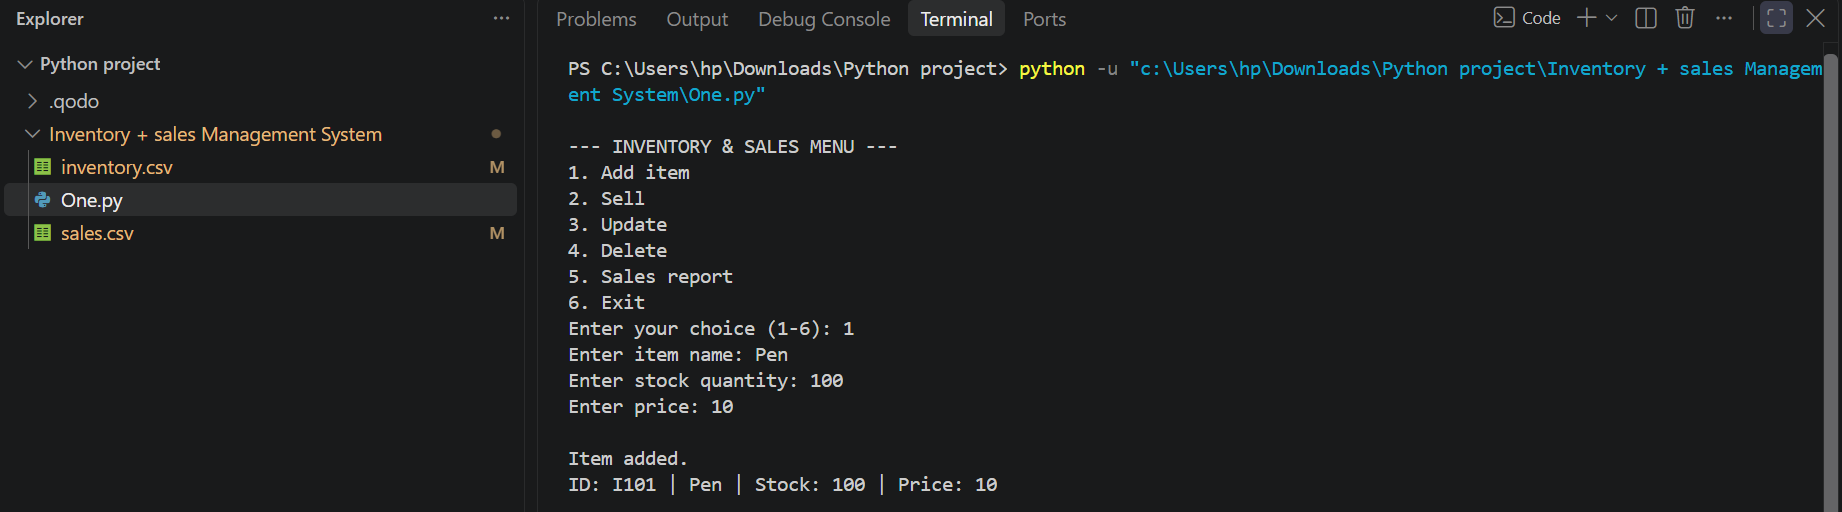 Explorer
Python project
.qodo
Inventory + sales Management System
inventory.csv M
One.py
sales.csv M
Problems Output Debug Console Terminal Ports
Code
PS C:\Users\hp\Downloads\Python project> python -u "c:\Users\hp\Downloads\Python project\Inventory + sales Managem
ent System\One.py"
--- INVENTORY & SALES MENU ---
1. Add item
2. Sell
3. Update
4. Delete
5. Sales report
6. Exit
Enter your choice (1-6): 1
Enter item name: Pen
Enter stock quantity: 100
Enter price: 10
Item added.
ID: I101 | Pen | Stock: 100 | Price: 10